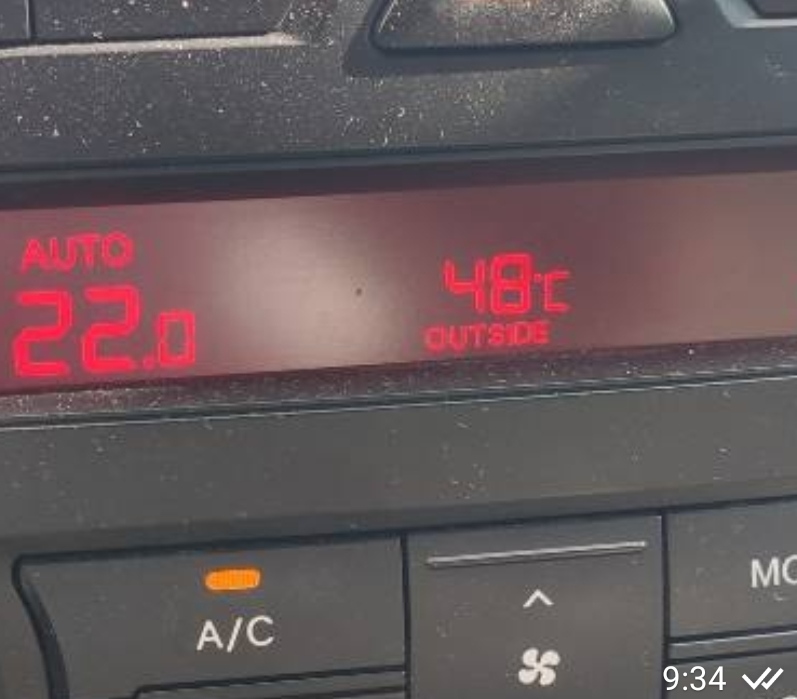 AUTO
22.0
48°C
OUTSIDE
A/C
MO
9:34